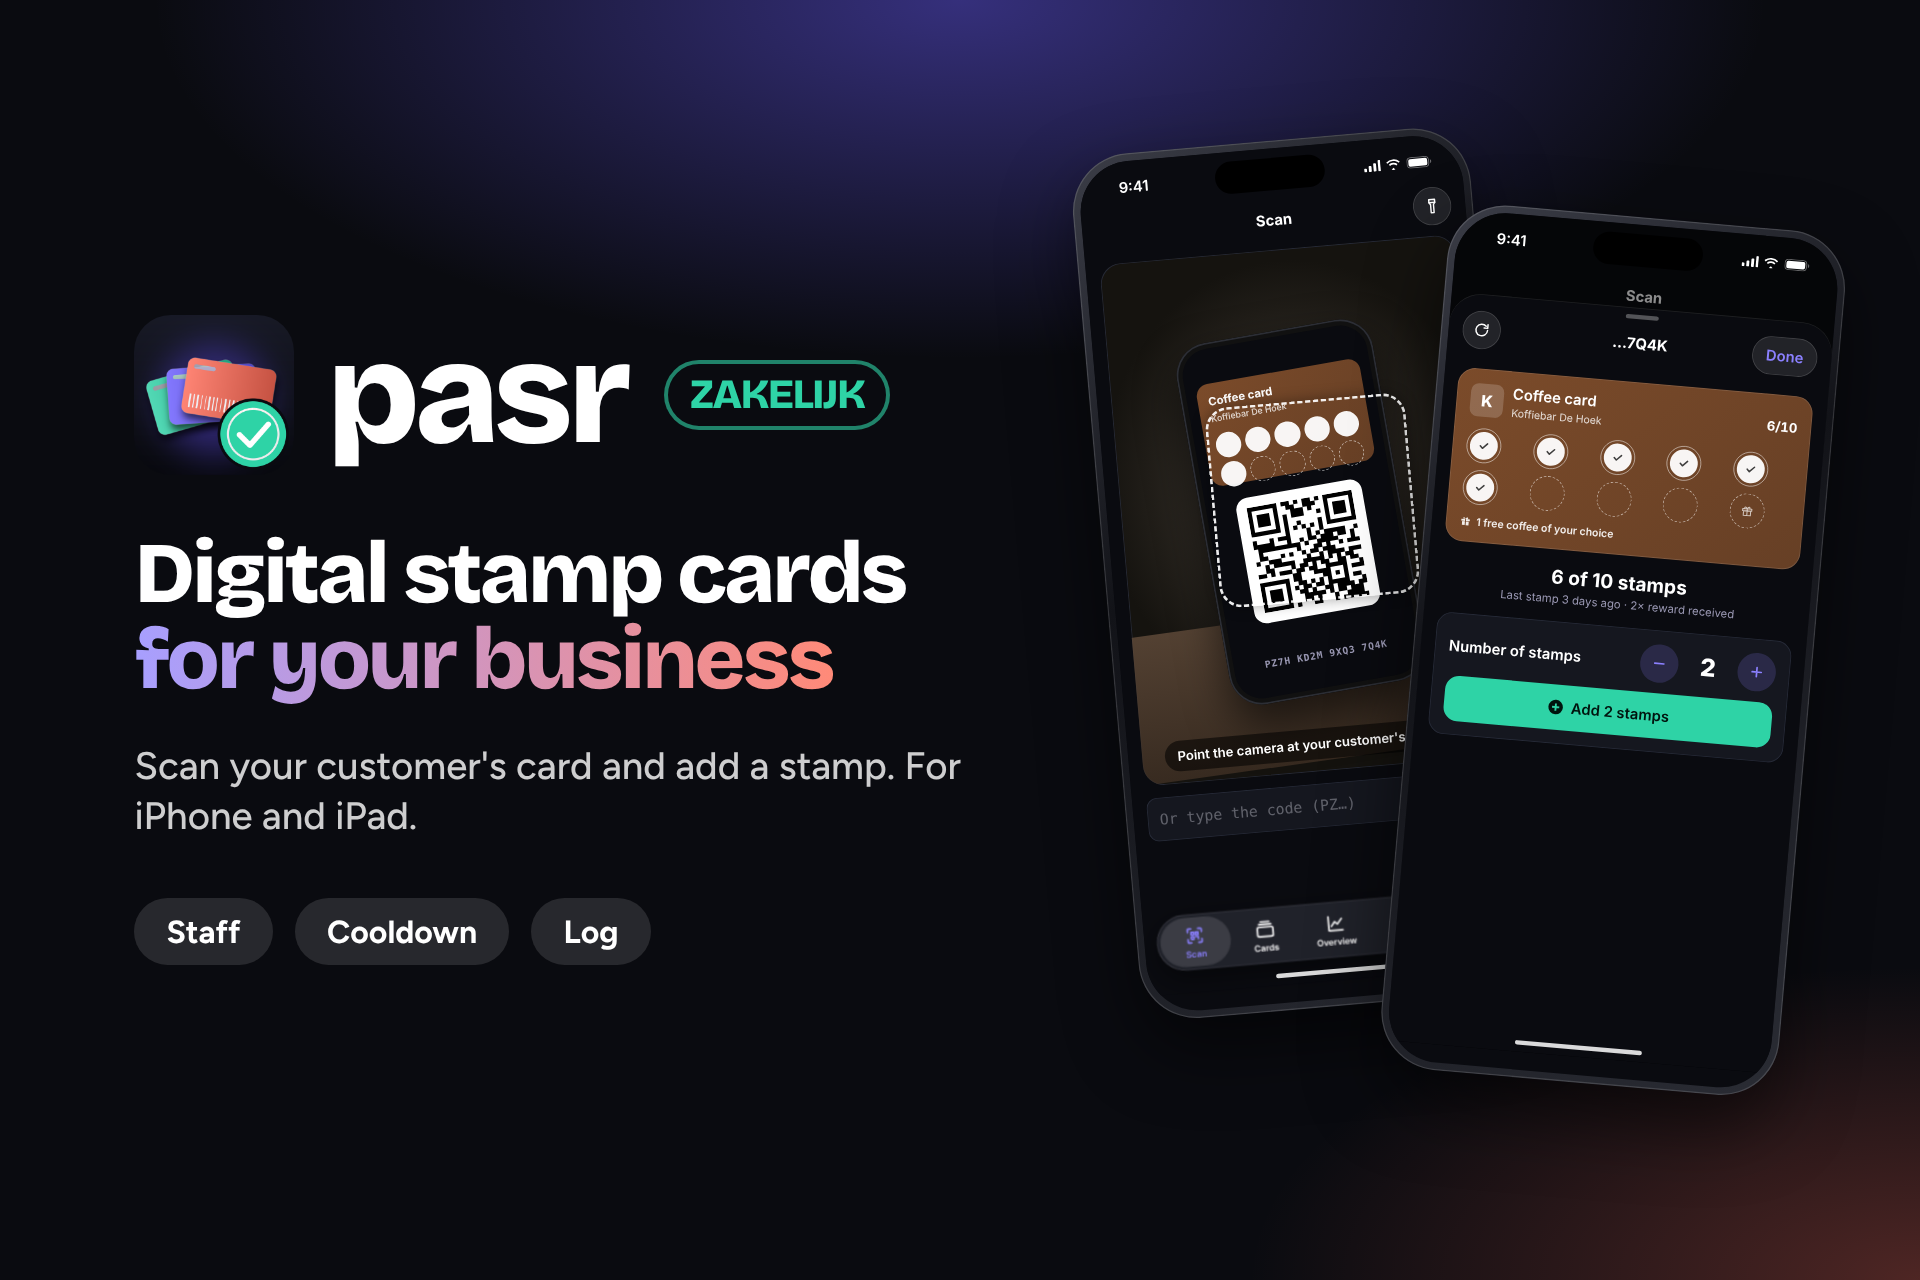 pasr
ZAKELIJK
Digital stamp cards
for your business
Scan your customer's card and add a stamp. For
iPhone and iPad.
Staff
Cooldown
Log
9:41
Scan
Coffee card
Koffiebar De Hoek
PZ7H KD2M 9XQ3 7Q4K
Point the camera at your customer's
Or type the code (PZ…)
Scan
Cards
Overview
9:41
Scan
...7Q4K
Done
K
Coffee card
Koffiebar De Hoek
6/10
1 free coffee of your choice
6 of 10 stamps
Last stamp 3 days ago · 2× reward received
Number of stamps
2
Add 2 stamps